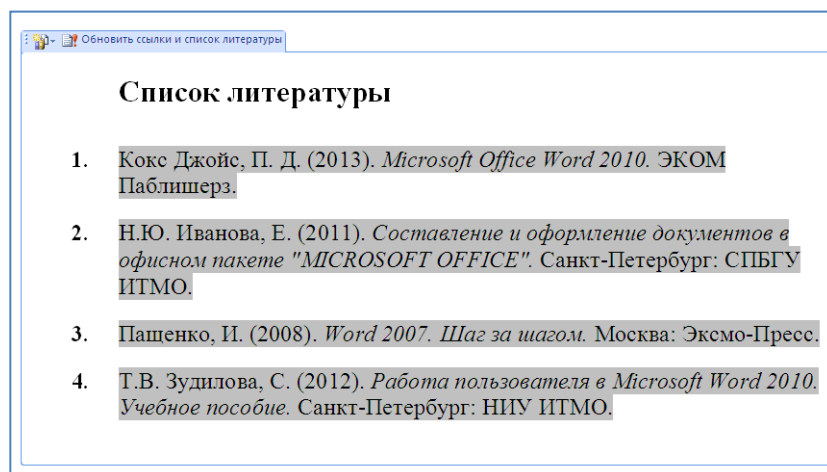 Обновить ссылки и список литературы
Список литературы
1. Кокс Джойс, П. Д. (2013). Microsoft Office Word 2010. ЭКОМ
Паблишерз.
2. Н.Ю. Иванова, Е. (2011). Составление и оформление документов в
офисном пакете "MICROSOFT OFFICE". Санкт-Петербург: СПБГУ
ИТМО.
3. Пащенко, И. (2008). Word 2007. Шаг за шагом. Москва: Эксмо-Пресс.
4. Т.В. Зудилова, С. (2012). Работа пользователя в Microsoft Word 2010.
Учебное пособие. Санкт-Петербург: НИУ ИТМО.